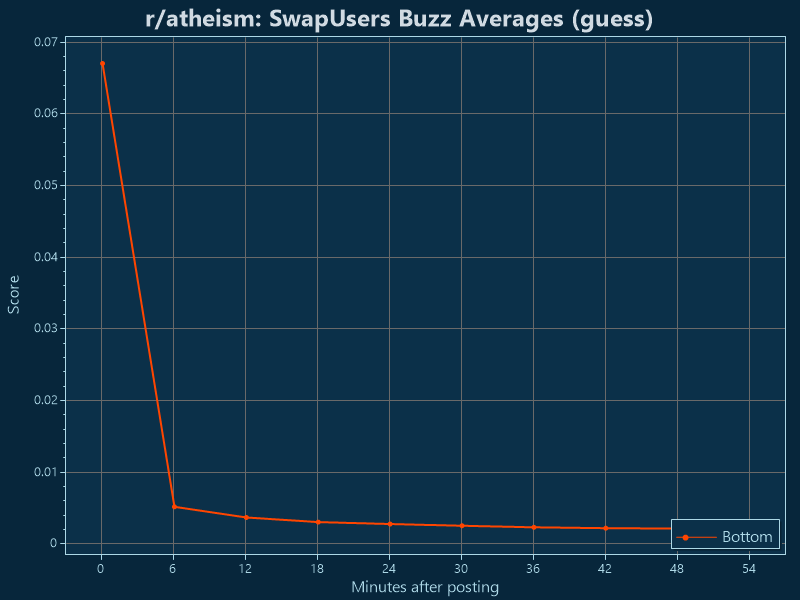 r/atheism: SwapUsers Buzz Averages (guess)
0.07
0.06
0.05
0.04
0.03
0.02
0.01
0
Score
0 6 12 18 24 30 36 42 48 54
Minutes after posting
Bottom